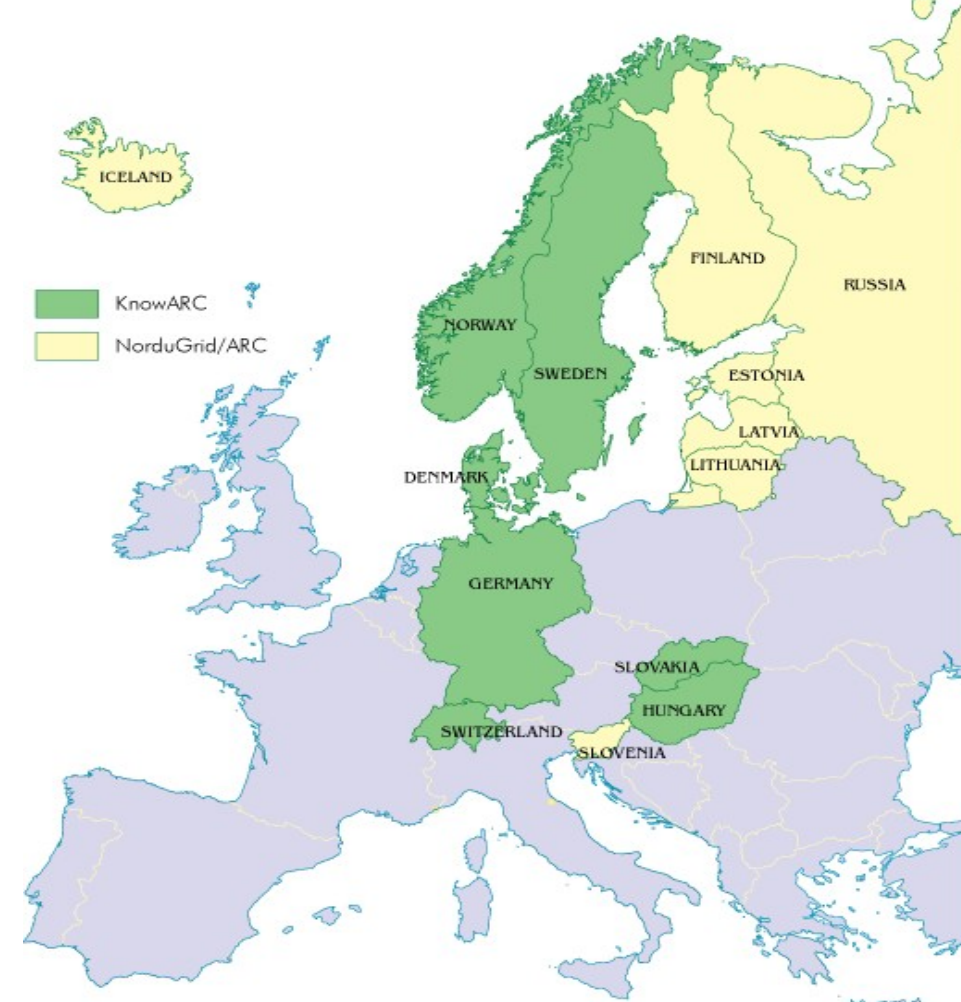 ICELAND
FINLAND
RUSSIA
KnowARC
NorduGrid/ARC
NORWAY
SWEDEN
ESTONIA
LATVIA
LITHUANIA
DENMARK
GERMANY
SLOVAKIA
HUNGARY
SWITZERLAND
SLOVENIA